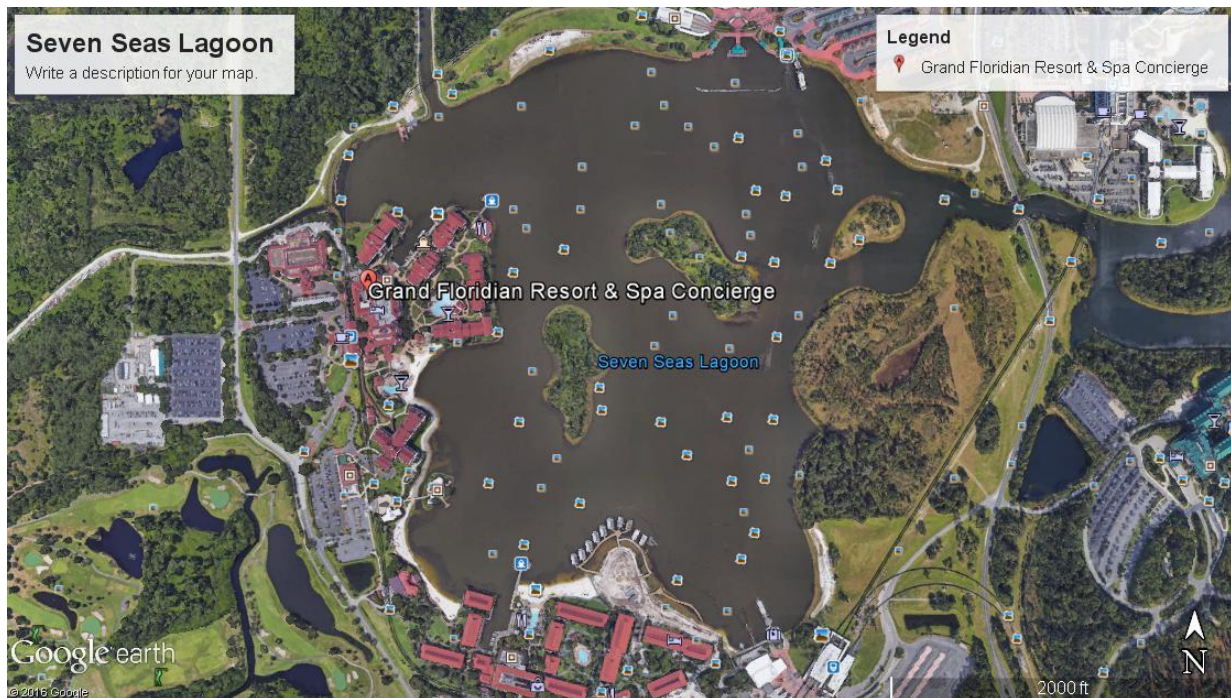 Seven Seas Lagoon
Write a description for your map.
Legend
A Grand Floridian Resort & Spa Concierge
A
Grand Floridian Resort & Spa Concierge
Seven Seas Lagoon
Google earth
© 2016 Google
N
2000 ft